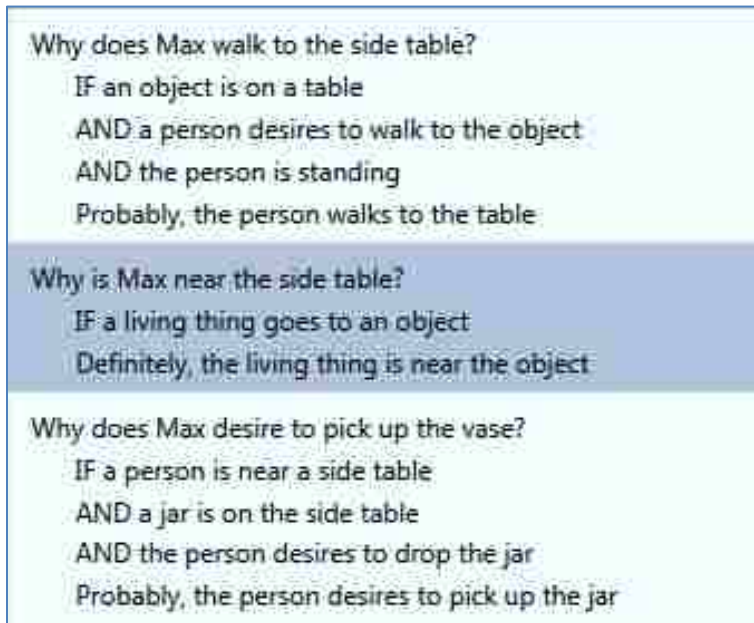 Why does Max walk to the side table?
IF an object is on a table
AND a person desires to walk to the object
AND the person is standing
Probably, the person walks to the table
Why is Max near the side table?
IF a living thing goes to an object
Definitely, the living thing is near the object
Why does Max desire to pick up the vase?
IF a person is near a side table
AND a jar is on the side table
AND the person desires to drop the jar
Probably, the person desires to pick up the jar